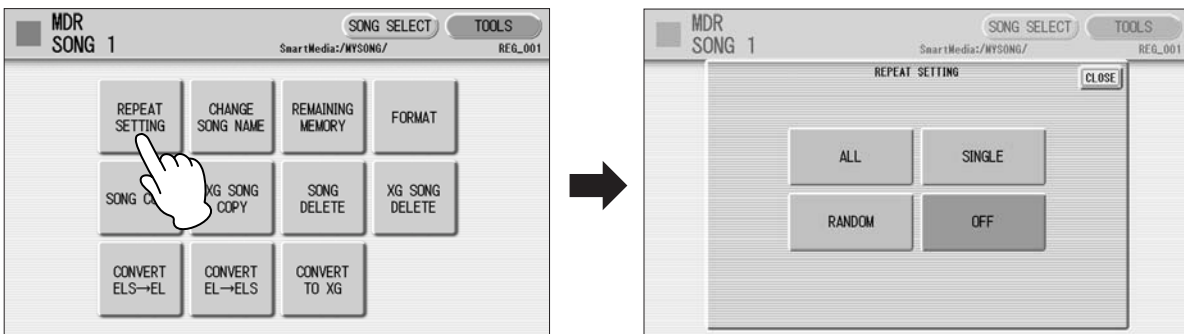 MDR
SONG 1
SONG SELECT
TOOLS
SmartMedia:/MYSONG/
REG_001
REPEAT
SETTING
CHANGE
SONG NAME
REMAINING
MEMORY
FORMAT
SONG
XG SONG
COPY
SONG
DELETE
XG SONG
DELETE
CONVERT
ELS→EL
CONVERT
EL→ELS
CONVERT
TO XG
MDR
SONG 1
SONG SELECT
TOOLS
SmartMedia:/MYSONG/
REG_001
REPEAT SETTING
CLOSE
ALL
SINGLE
RANDOM
OFF